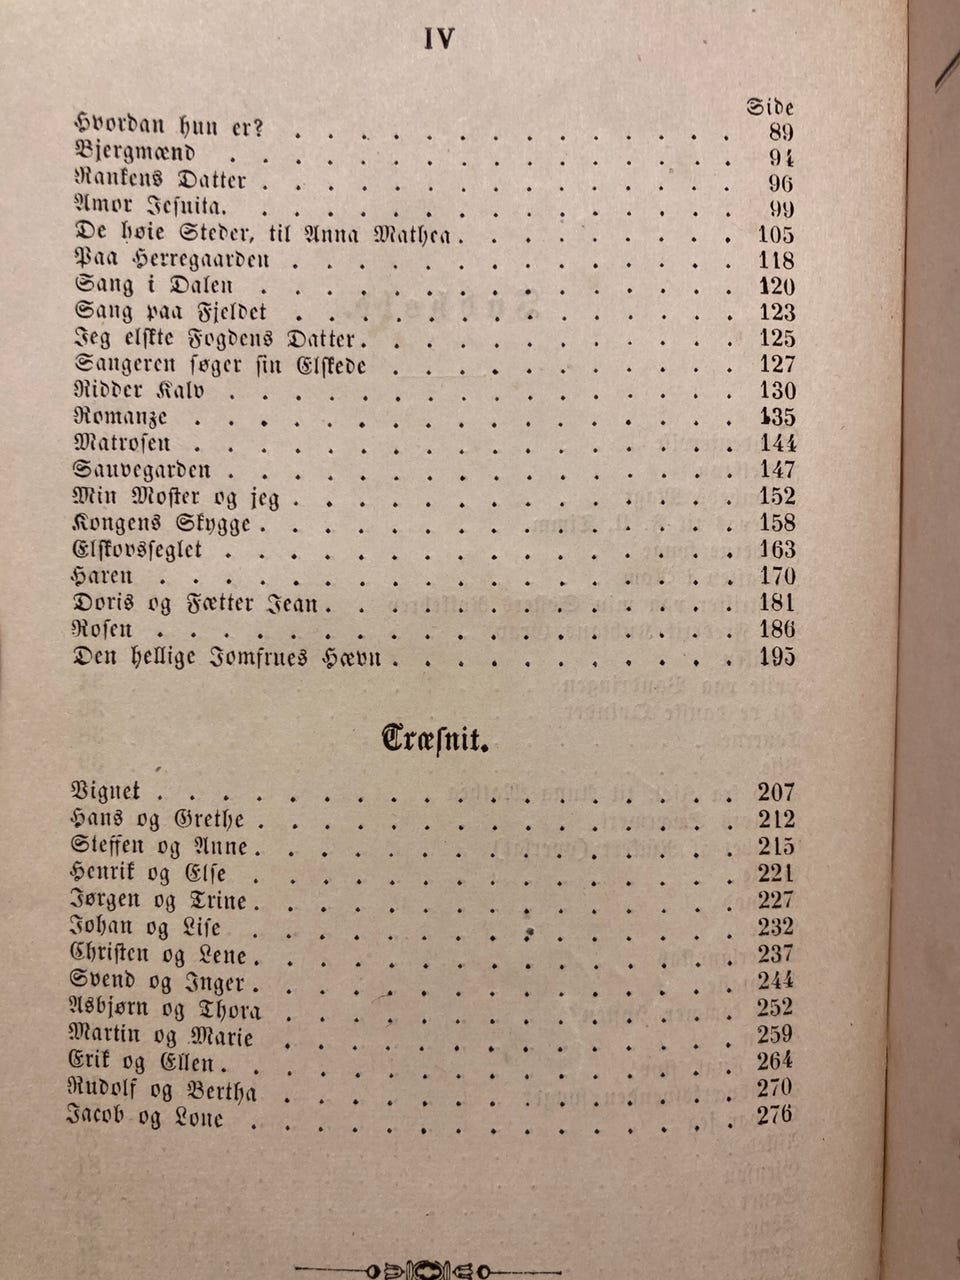 IV
Side
Hvordan hun er? . . . . . . . . . . . . . . 89
Bjergmænd . . . . . . . . . . . . . . . . 94
Rankens Datter . . . . . . . . . . . . . . . 96
Amor Jesuita. . . . . . . . . . . . . . . . 99
De høie Steder, til Anna Mathea . . . . . . . . . 105
Paa Herregaarden . . . . . . . . . . . . . . 118
Sang i Dalen . . . . . . . . . . . . . . . 120
Sang paa Fjeldet . . . . . . . . . . . . . . 123
Jeg elskte Fogdens Datter . . . . . . . . . . . . 125
Sangeren søger sin Elskede . . . . . . . . . . . 127
Ridder Kalv . . . . . . . . . . . . . . . . 130
Romanze . . . . . . . . . . . . . . . . . 135
Matrosen . . . . . . . . . . . . . . . . . 144
Sauvegarden . . . . . . . . . . . . . . . . 147
Min Moster og jeg . . . . . . . . . . . . . . 152
Kongens Skygge . . . . . . . . . . . . . . . 158
Elskovsseglet . . . . . . . . . . . . . . . . 163
Haren . . . . . . . . . . . . . . . . . . 170
Doris og Fætter Jean . . . . . . . . . . . . . 181
Rosen . . . . . . . . . . . . . . . . . . 186
Den hellige Jomfrues Hævn . . . . . . . . . . . 195
Træsnit.
Vignet . . . . . . . . . . . . . . . . . . 207
Hans og Grethe . . . . . . . . . . . . . . . 212
Steffen og Anne . . . . . . . . . . . . . . . 215
Henrik og Else . . . . . . . . . . . . . . . 221
Jørgen og Trine . . . . . . . . . . . . . . . 227
Johan og Lise . . . . . . . . . . . . . . . 232
Christen og Lene . . . . . . . . . . . . . . . 237
Svend og Inger . . . . . . . . . . . . . . . 244
Asbjørn og Thora . . . . . . . . . . . . . . 252
Martin og Marie . . . . . . . . . . . . . . 259
Erik og Ellen . . . . . . . . . . . . . . . . 264
Rudolf og Bertha . . . . . . . . . . . . . . 270
Jacob og Lone . . . . . . . . . . . . . . . 276